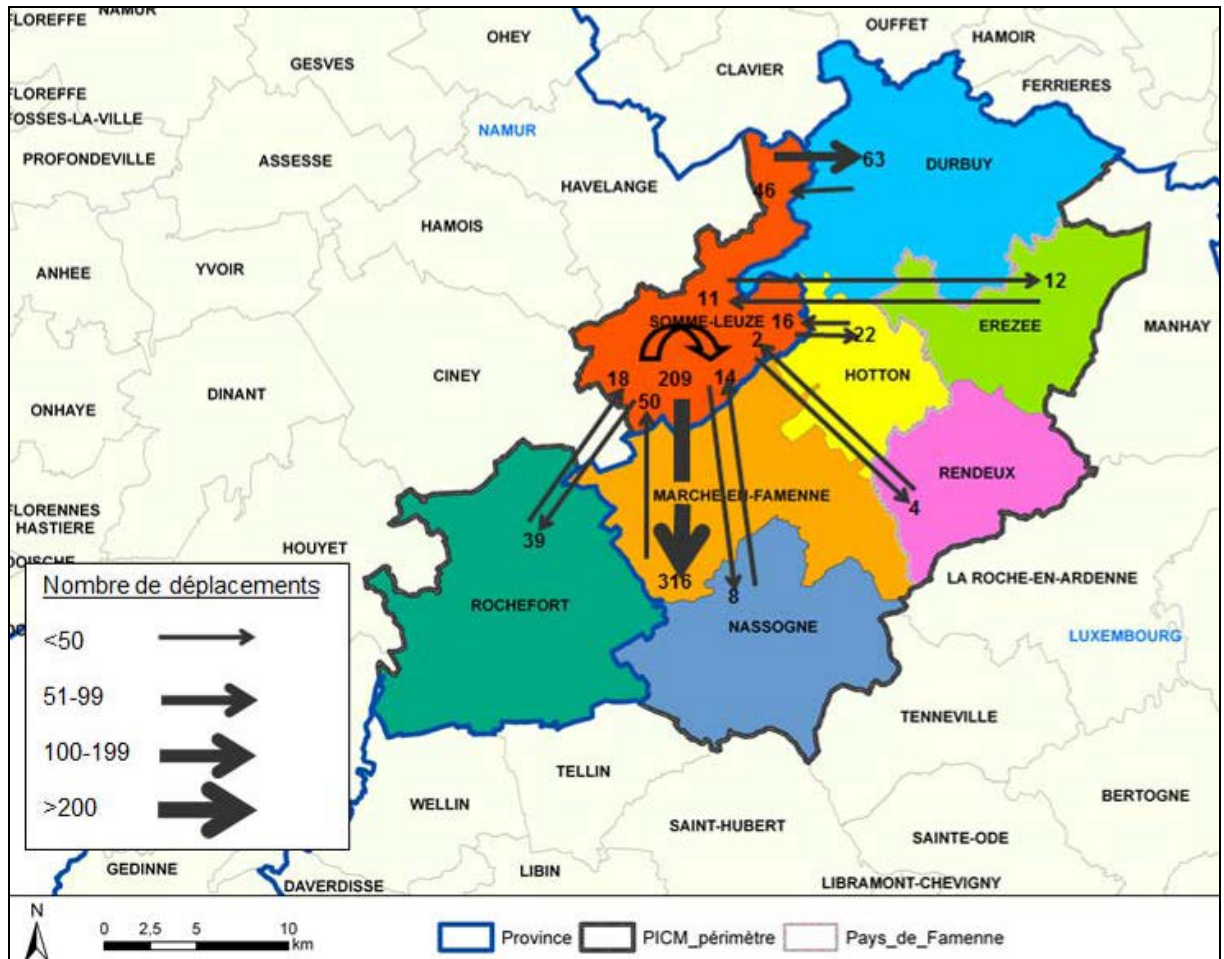 NAMUR
FLOREFFE
OUFFET
OHEY
HAMOIR
GESVES
CLAVIER
FERRIERES
FLOREFFE
FOSSES-LA-VILLE
NAMUR
PROFONDEVILLE
ASSESSE
63
DURBUY
HAVELANGE
46
HAMOIS
ANHEE
YVOIR
12
11
SOMME-LEUZE
16
EREZEE
MANHAY
2
22
CINEY
HOTTON
DINANT
18
209
14
ONHAYE
50
RENDEUX
MARCHE-EN-FAMENNE
4
FLORENNES
HASTIERE
39
HOUYET
DOISCHE
316
LA ROCHE-EN-ARDENNE
8
ROCHEFORT
NASSOGNE
LUXEMBOURG
Nombre de déplacements
<50
51-99
100-199
>200
TENNEVILLE
TELLIN
WELLIN
BERTOGNE
SAINT-HUBERT
SAINTE-ODE
GEDINNE
LIBIN
DAVERDISSE
LIBRAMONT-CHEVIGNY
N
0 2,5 5 10
km
Province
PICM_périmètre
Pays_de_Famenne